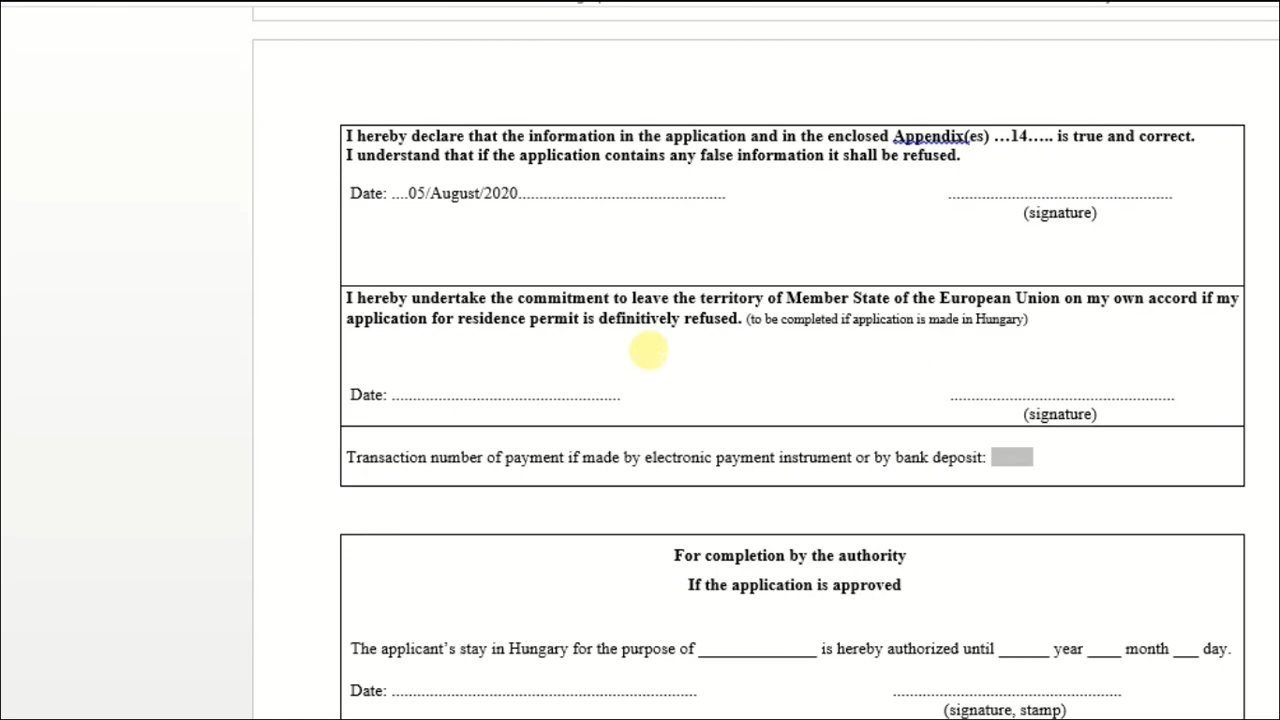 I hereby declare that the information in the application and in the enclosed Appendix(es) …14….. is true and correct.
I understand that if the application contains any false information it shall be refused.
Date: ....05/August/2020.................................................... ........................................................
(signature)
I hereby undertake the commitment to leave the territory of Member State of the European Union on my own accord if my
application for residence permit is definitively refused. (to be completed if application is made in Hungary)
Date: ......................................................... ........................................................
(signature)
Transaction number of payment if made by electronic payment instrument or by bank deposit:
For completion by the authority
If the application is approved
The applicant’s stay in Hungary for the purpose of ______________ is hereby authorized until ______ year ____ month ___ day.
Date: ............................................................................ .........................................................
(signature, stamp)